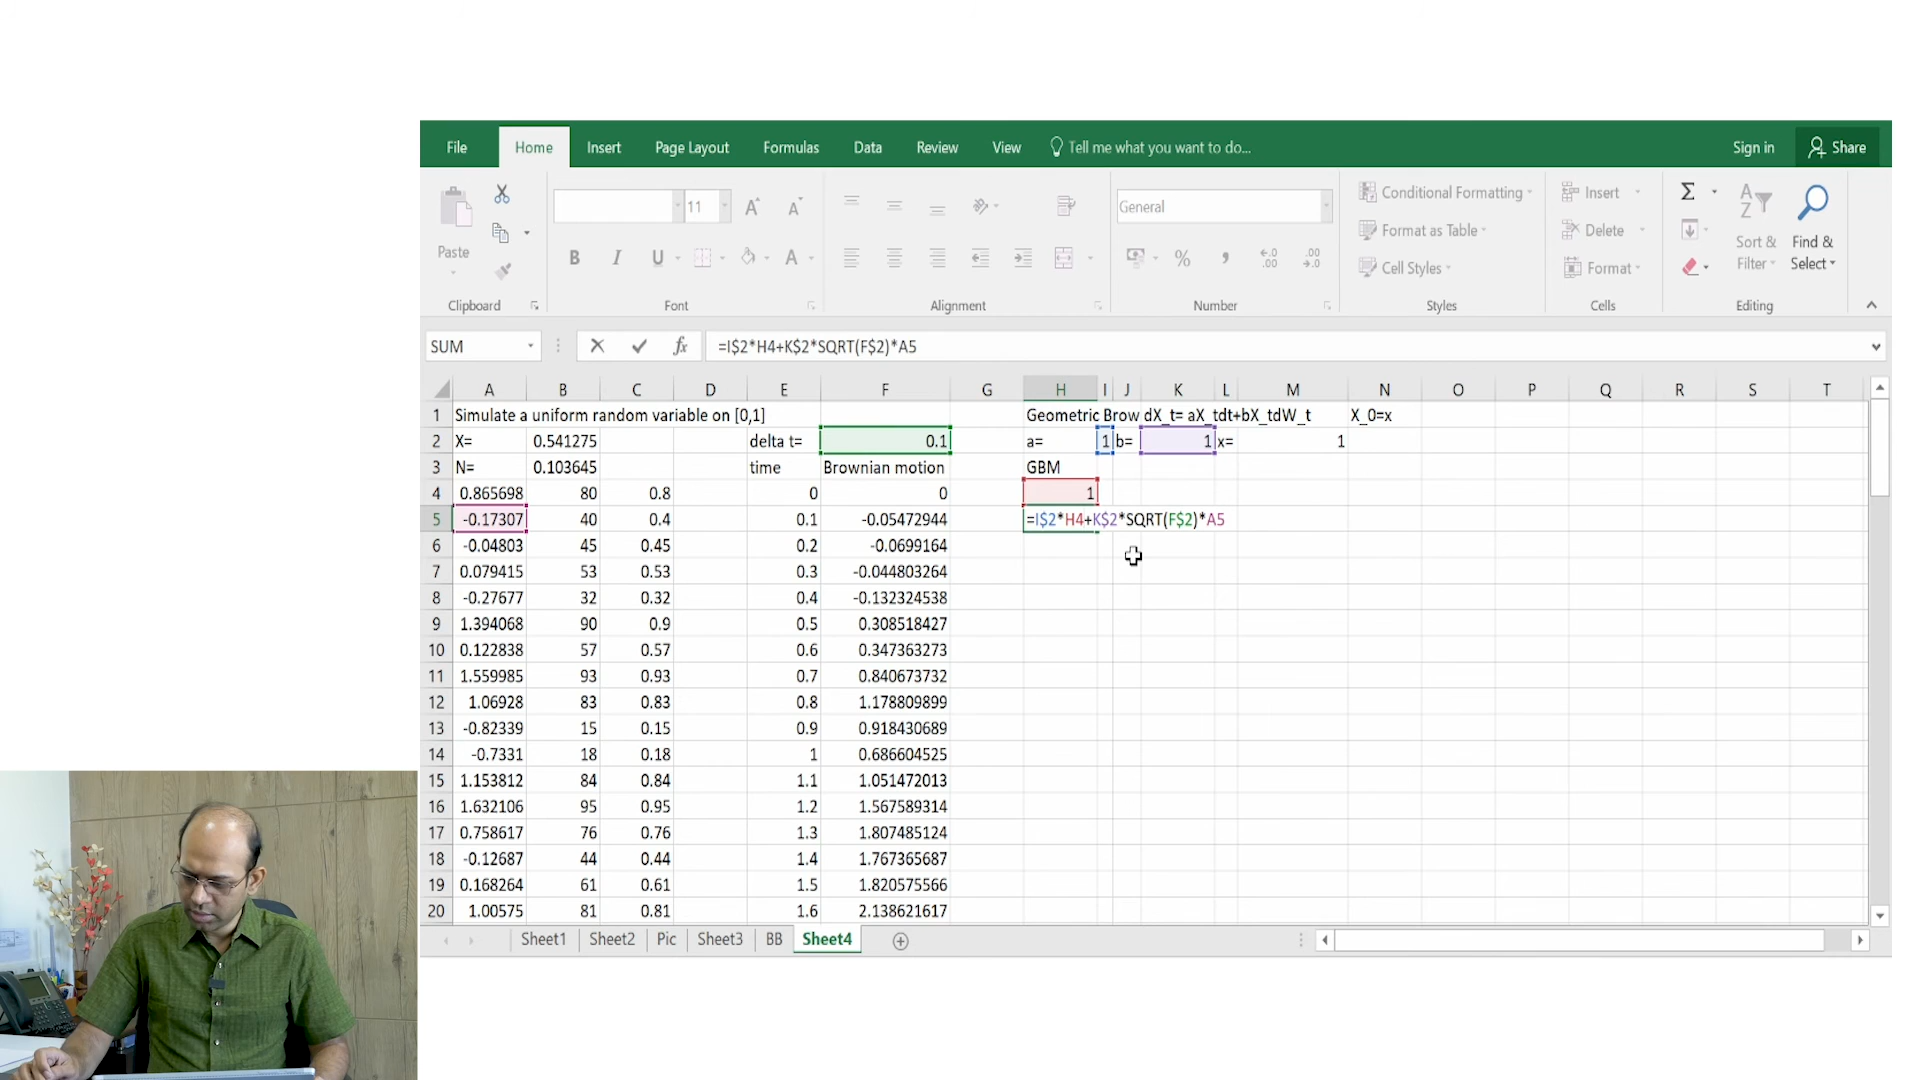 File Home Insert Page Layout Formulas Data Review View Tell me what you want to do... Sign in Share
Paste
11
B I U A
General
%
Conditional Formatting
Format as Table
Cell Styles
Insert
Delete
Format
Σ
Sort & Filter
Find & Select
Clipboard Font Alignment Number Styles Cells Editing
SUM fx =I$2*H4+K$2*SQRT(F$2)*A5
A B C D E F G H I J K L M N O P Q R S T
1 Simulate a uniform random variable on [0,1] Geometric Brow dX_t= aX_tdt+bX_tdW_t X_0=x
2 X= 0.541275 delta t= 0.1 a= 1 b= 1 x= 1
3 N= 0.103645 time Brownian motion GBM
4 0.865698 80 0.8 0 0 1
5 -0.17307 40 0.4 0.1 -0.05472944 =I$2*H4+K$2*SQRT(F$2)*A5
6 -0.04803 45 0.45 0.2 -0.0699164
7 0.079415 53 0.53 0.3 -0.044803264
8 -0.27677 32 0.32 0.4 -0.132324538
9 1.394068 90 0.9 0.5 0.308518427
10 0.122838 57 0.57 0.6 0.347363273
11 1.559985 93 0.93 0.7 0.840673732
12 1.06928 83 0.83 0.8 1.178809899
13 -0.82339 15 0.15 0.9 0.918430689
14 -0.7331 18 0.18 1 0.686604525
15 1.153812 84 0.84 1.1 1.051472013
16 1.632106 95 0.95 1.2 1.567589314
17 0.758617 76 0.76 1.3 1.807485124
18 -0.12687 44 0.44 1.4 1.767365687
19 0.168264 61 0.61 1.5 1.820575566
20 1.00575 81 0.81 1.6 2.138621617
Sheet1 Sheet2 Pic Sheet3 BB Sheet4